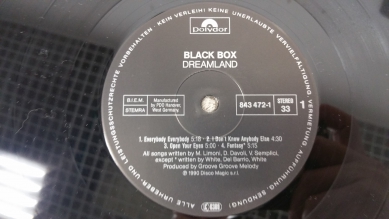 KEIN VERLEIH! KEINE UNERLAUBTE VERVIELFÄLTIGUNG, VERMIETUNG, AUFFÜHRUNG, SENDUNG!
ALLE URHEBER- UND LEISTUNGSSCHUTZRECHTE VORBEHALTEN
Polydor
BLACK BOX
DREAMLAND
B.I.E.M.
STEMRA
Manufactured
by PDO Hanover,
West Germany.
843 472-1
STEREO
33
1
1. Everybody Everybody 5:18 - 2. I Don't Know Anybody Else 4:30
3. Open Your Eyes 5:00 - 4. Fantasy* 5:15
All songs written by M. Limoni, D. Davoli, V. Semplici,
except * written by White, Del Barrio, White
Produced by Groove Groove Melody
℗ 1990 Disco Magic s.r.l.